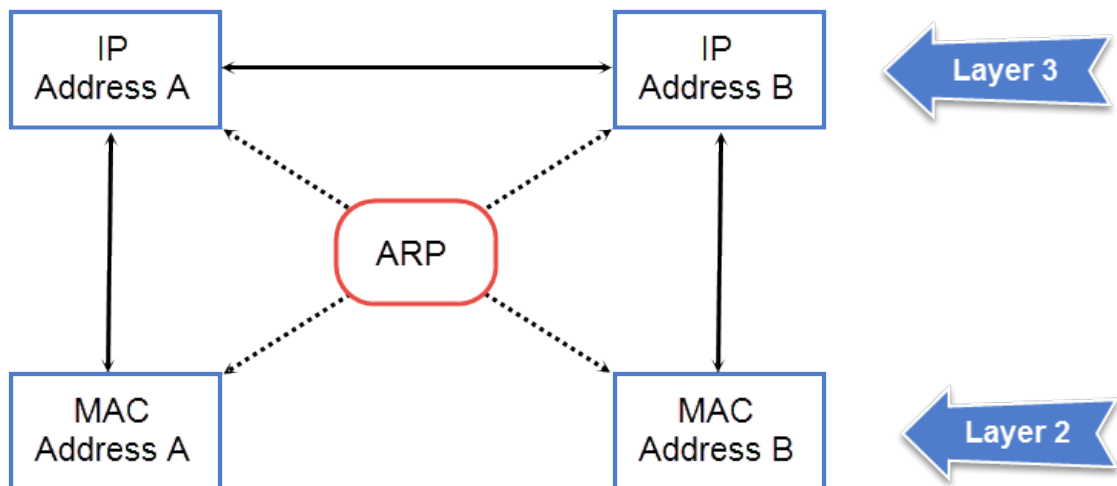 IP
Address A
IP
Address B
Layer 3
ARP
MAC
Address A
MAC
Address B
Layer 2